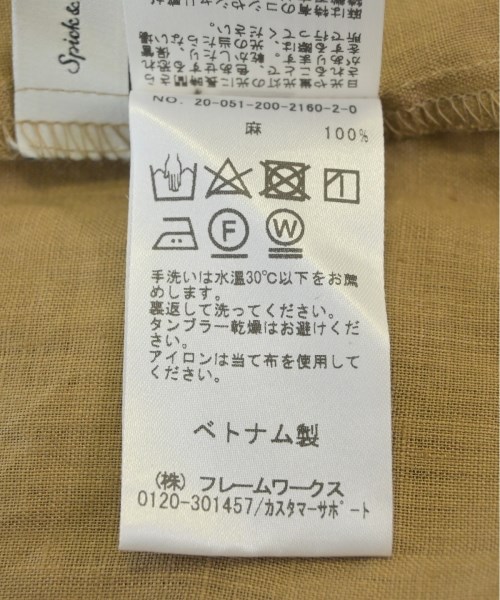 Spick &
NO. 20-051-200-2160-2-0
麻 100%
F W
手洗いは水温30℃以下をお薦
めします。
裏返して洗ってください。
タンブラー乾燥はお避けくだ
さい。
アイロンは当て布を使用して
ください。
ベトナム製
(株) フレームワークス
0120-301457/カスタマーサポート